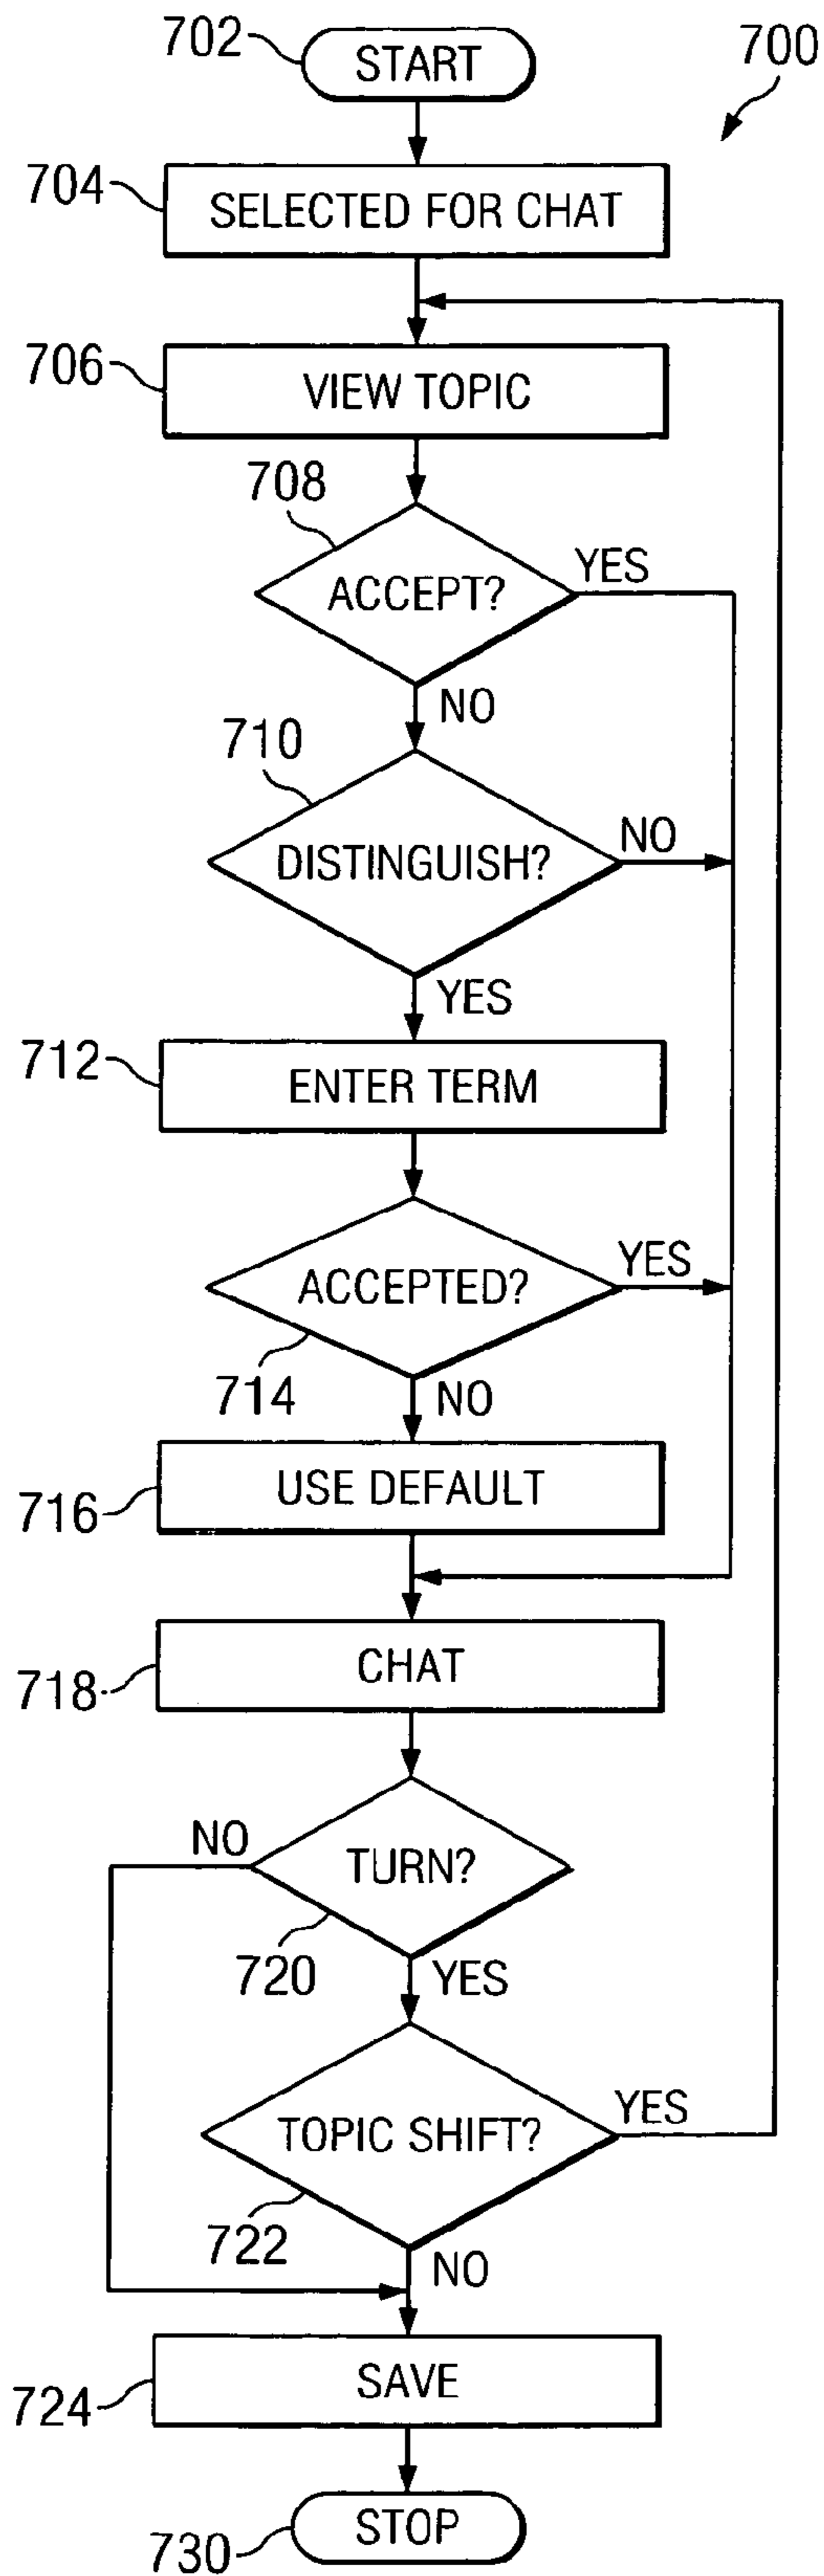 702
START
700
704
SELECTED FOR CHAT
706
VIEW TOPIC
708
ACCEPT?
YES
NO
710
DISTINGUISH?
NO
YES
712
ENTER TERM
ACCEPTED?
YES
714
NO
716
USE DEFAULT
718
CHAT
NO
TURN?
720
YES
TOPIC SHIFT?
YES
722
NO
724
SAVE
730
STOP